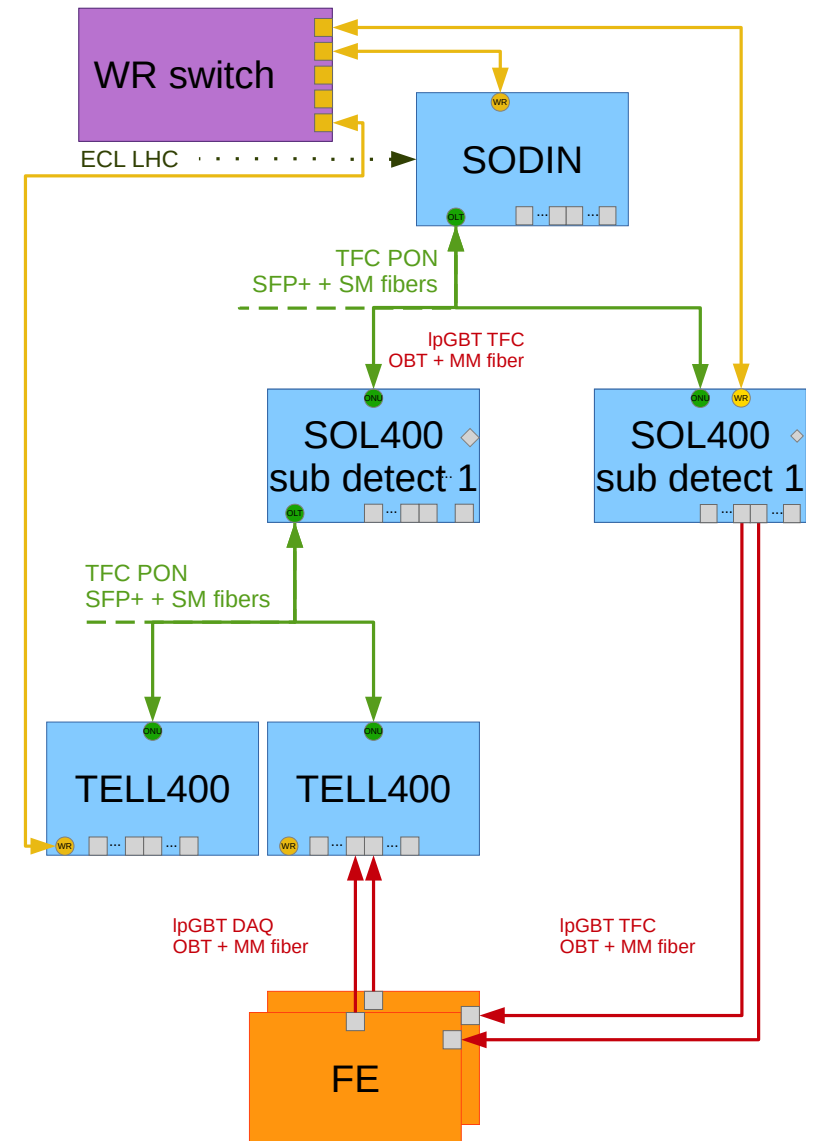 WR switch
WR
ECL LHC
SODIN
OLT
... ...
TFC PON
SFP+ + SM fibers
lpGBT TFC
OBT + MM fiber
ONU
SOL400
sub detect 1
...
OLT
...
ONU
WR
SOL400
sub detect 1
... ...
TFC PON
SFP+ + SM fibers
ONU
TELL400
WR
... ...
ONU
TELL400
WR
... ...
lpGBT DAQ
OBT + MM fiber
lpGBT TFC
OBT + MM fiber
FE